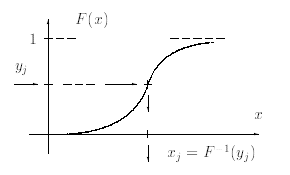 F(x)
1
y_j
x
x_j = F^{-1}(y_j)